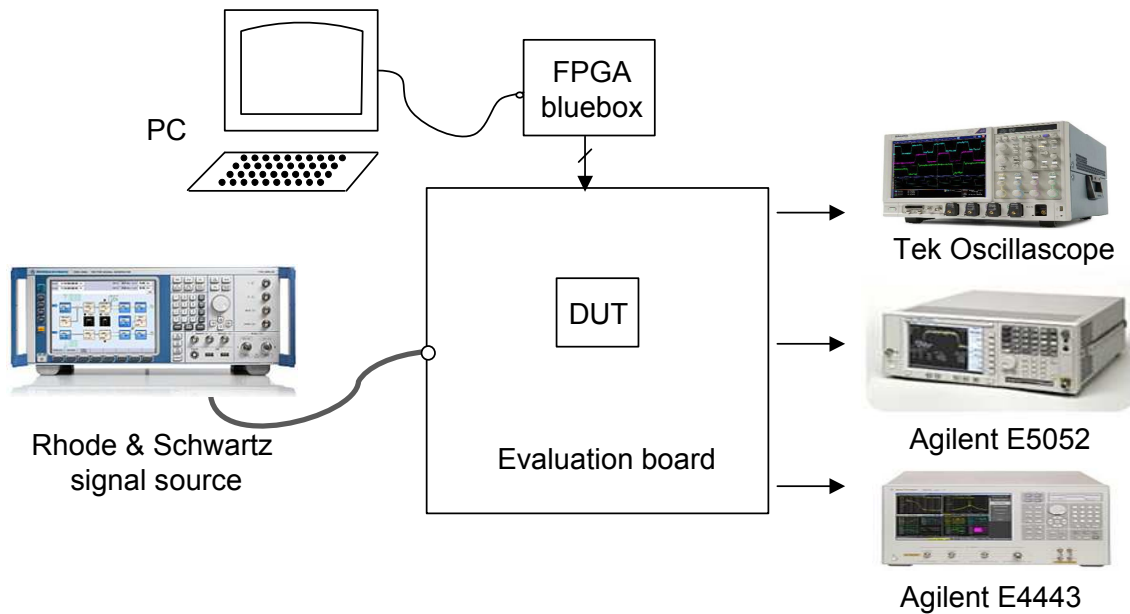 PC
FPGA
bluebox
Tek Oscillascope
DUT
Rhode & Schwartz
signal source
Evaluation board
Agilent E5052
Agilent E4443